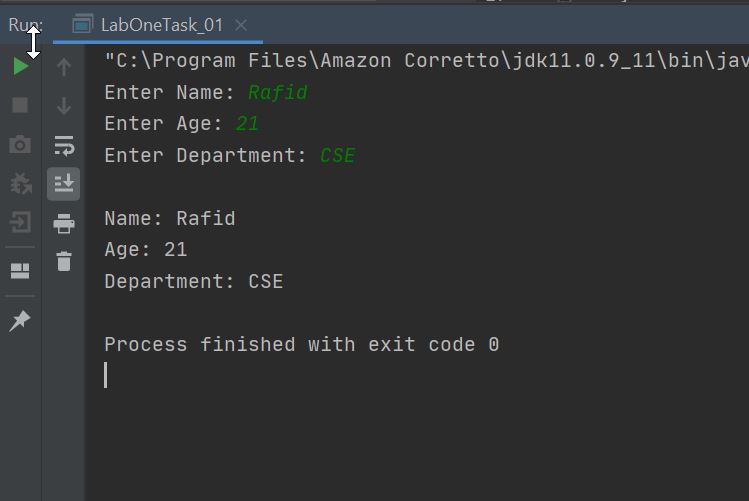 Run:
LabOneTask_01
"C:\Program Files\Amazon Corretto\jdk11.0.9_11\bin\jav
Enter Name: Rafid
Enter Age: 21
Enter Department: CSE
Name: Rafid
Age: 21
Department: CSE
Process finished with exit code 0